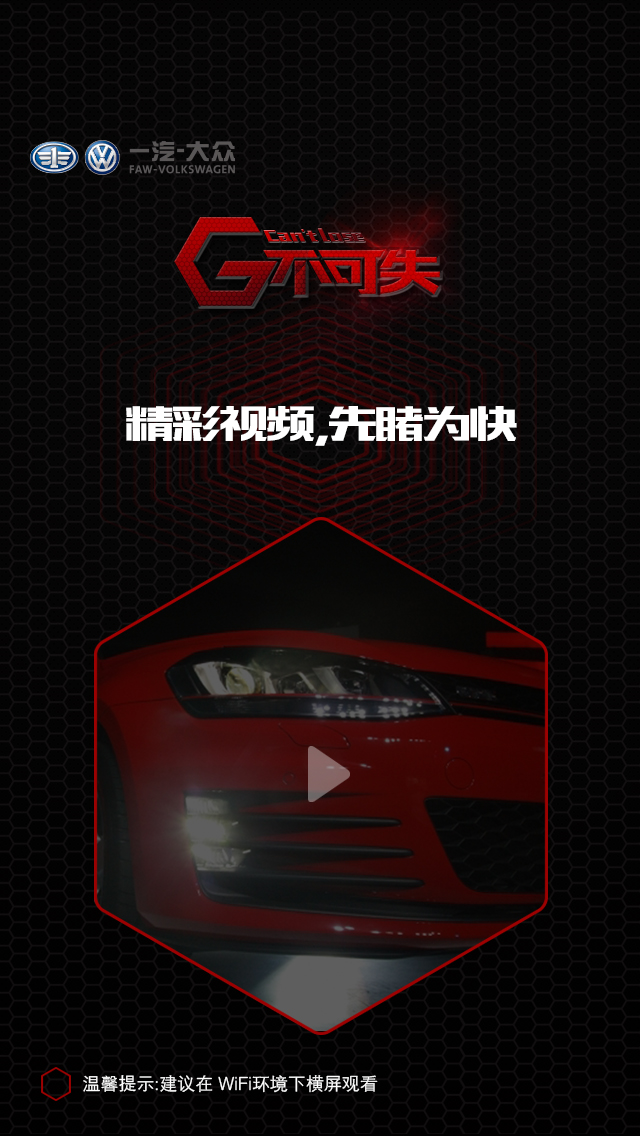 一汽-大众
FAW-VOLKSWAGEN
Can't lose
G不可失
精彩视频,先睹为快
温馨提示:建议在 WiFi环境下横屏观看